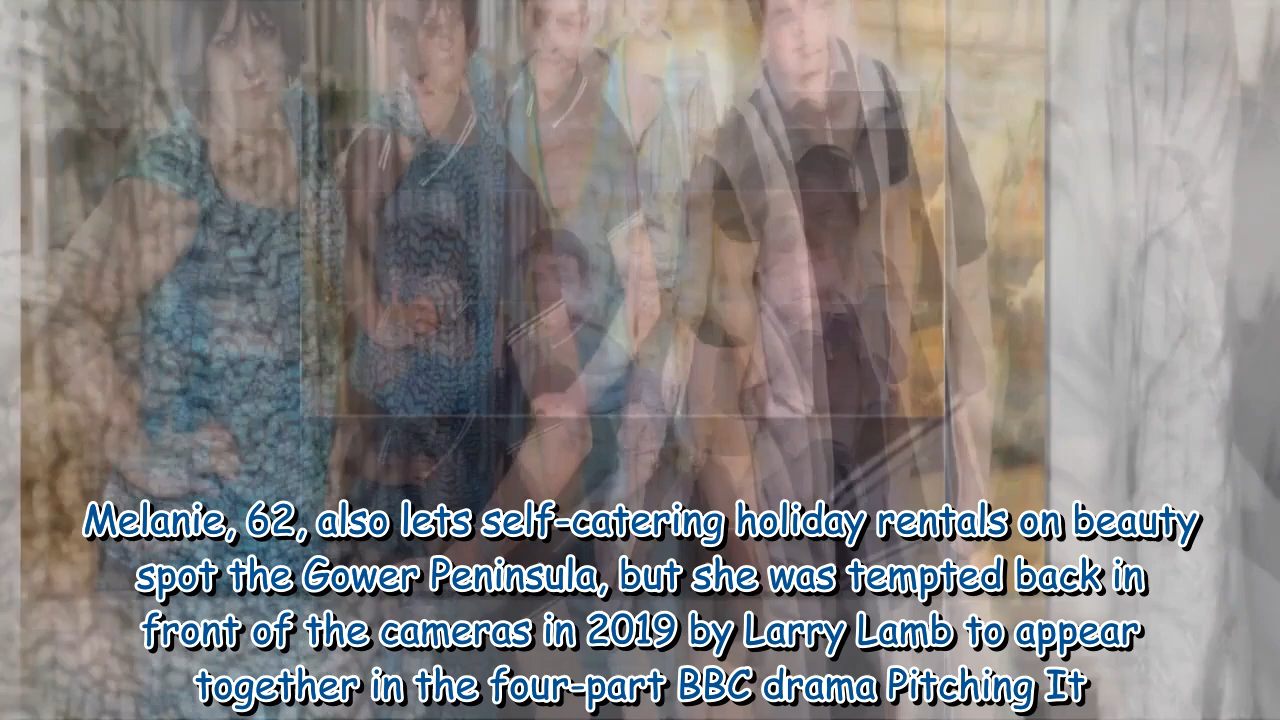 Melanie, 62, also lets self-catering holiday rentals on beauty
spot the Gower Peninsula, but she was tempted back in
front of the cameras in 2019 by Larry Lamb to appear
together in the four-part BBC drama Pitching It